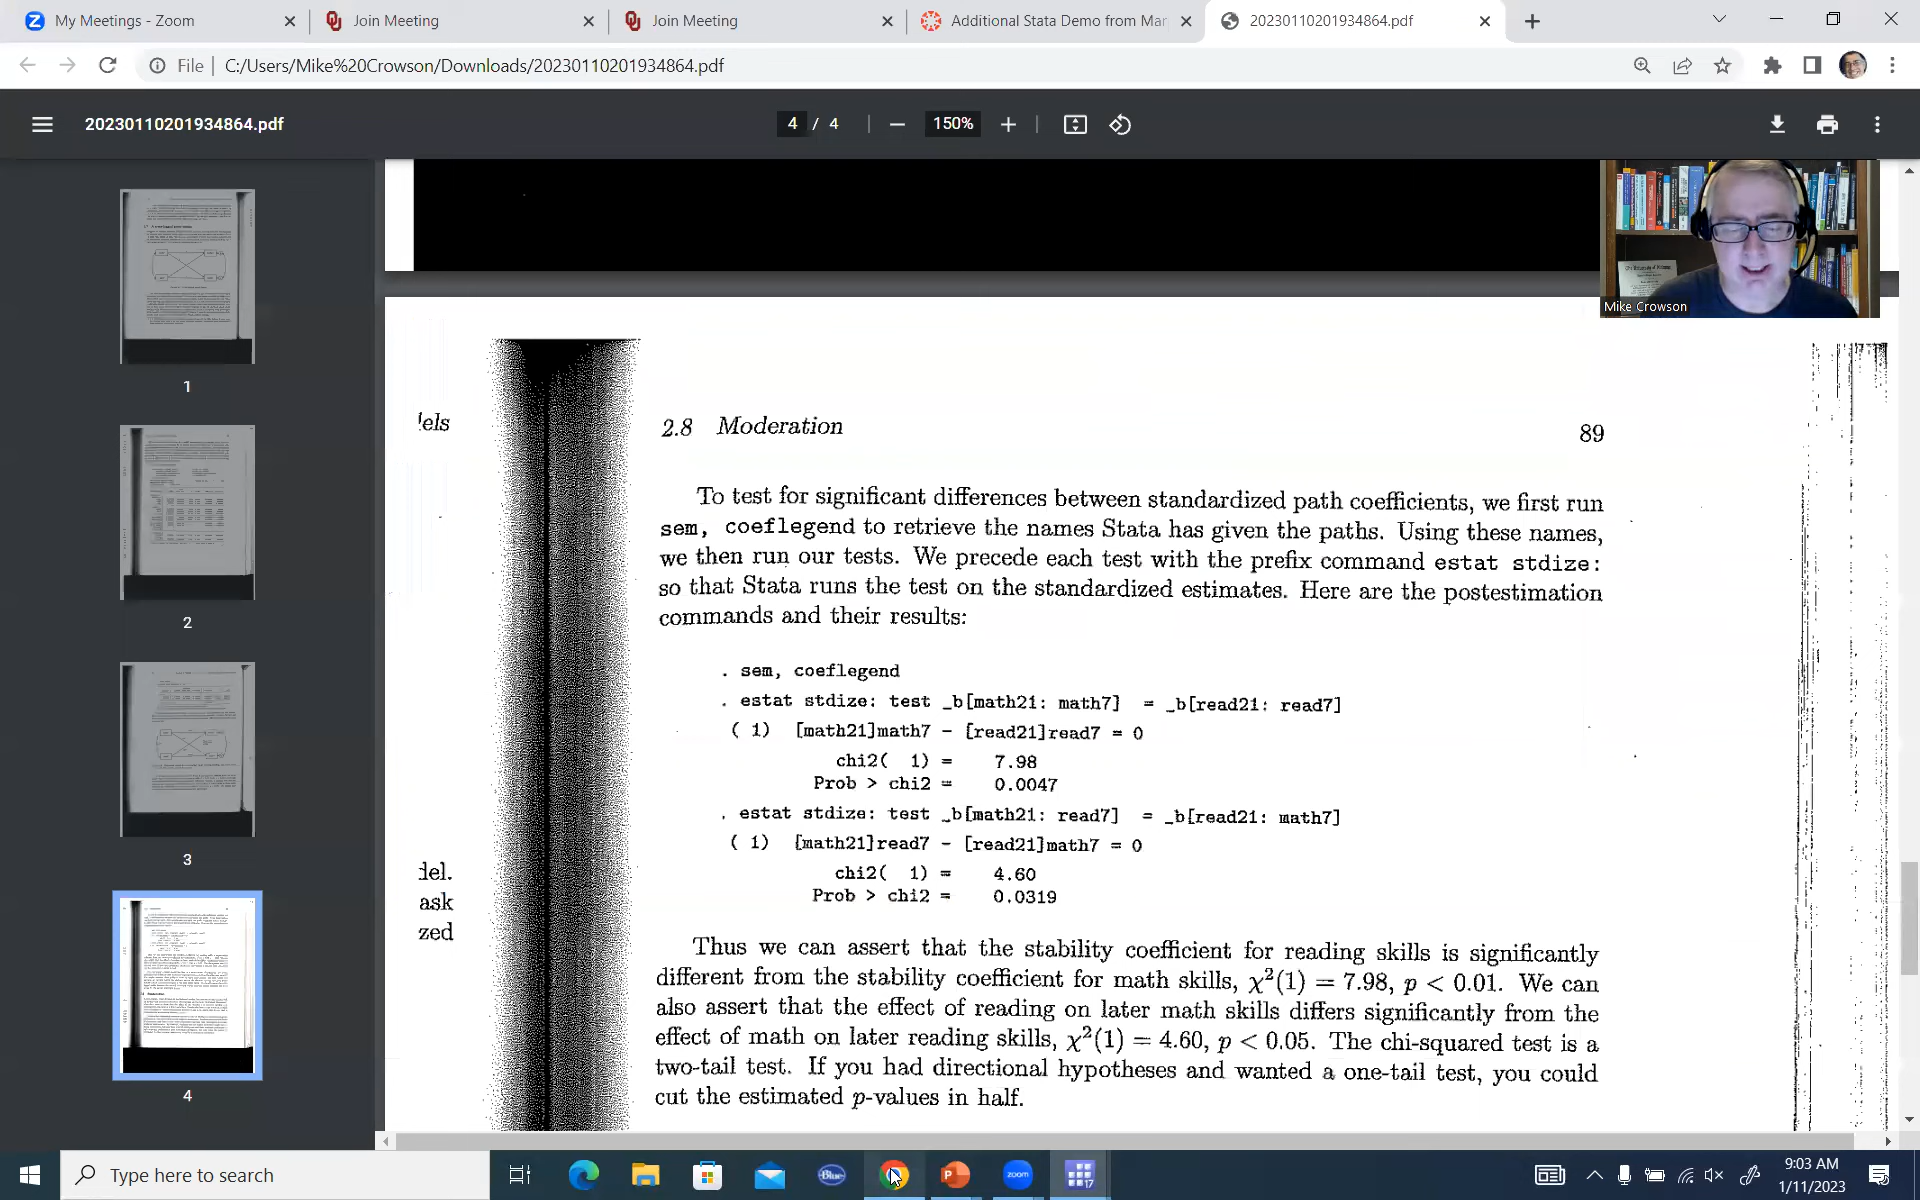 My Meetings - Zoom
Join Meeting
Join Meeting
Additional Stata Demo from Mar
20230110201934864.pdf
File | C:/Users/Mike%20Crowson/Downloads/20230110201934864.pdf
20230110201934864.pdf
4 / 4
150%
1
2
3
4
Mike Crowson
lels
2.8 Moderation
89
To test for significant differences between standardized path coefficients, we first run
sem, coeflegend to retrieve the names Stata has given the paths. Using these names,
we then run our tests. We precede each test with the prefix command estat stdize:
so that Stata runs the test on the standardized estimates. Here are the postestimation
commands and their results:
. sem, coeflegend
. estat stdize: test _b[math21: math7] = _b[read21: read7]
( 1) [math21]math7 - [read21]read7 = 0
chi2( 1) = 7.98
Prob > chi2 = 0.0047
. estat stdize: test _b[math21: read7] = _b[read21: math7]
( 1) [math21]read7 - [read21]math7 = 0
chi2( 1) = 4.60
Prob > chi2 = 0.0319
del.
ask
zed
Thus we can assert that the stability coefficient for reading skills is significantly
different from the stability coefficient for math skills, χ²(1) = 7.98, p < 0.01. We can
also assert that the effect of reading on later math skills differs significantly from the
effect of math on later reading skills, χ²(1) = 4.60, p < 0.05. The chi-squared test is a
two-tail test. If you had directional hypotheses and wanted a one-tail test, you could
cut the estimated p-values in half.
Type here to search
Blue
zoom
17
9:03 AM
1/11/2023